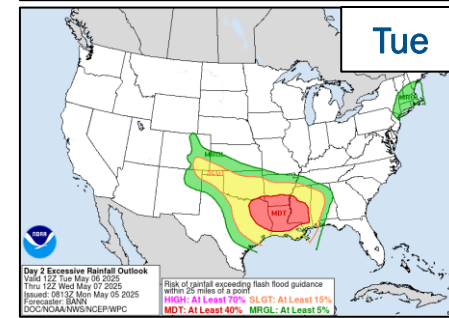 Tue
MRGL
MRGL
SLGT
MDT
NOAA
Day 2 Excessive Rainfall Outlook
Valid 12Z Tue May 06 2025
Thru 12Z Wed May 07 2025
Issued: 0813Z Mon May 05 2025
Forecaster: BANN
DOC/NOAA/NWS/NCEP/WPC
Risk of rainfall exceeding flash flood guidance
within 25 miles of a point
HIGH: At Least 70% SLGT: At Least 15%
MDT: At Least 40% MRGL: At Least 5%